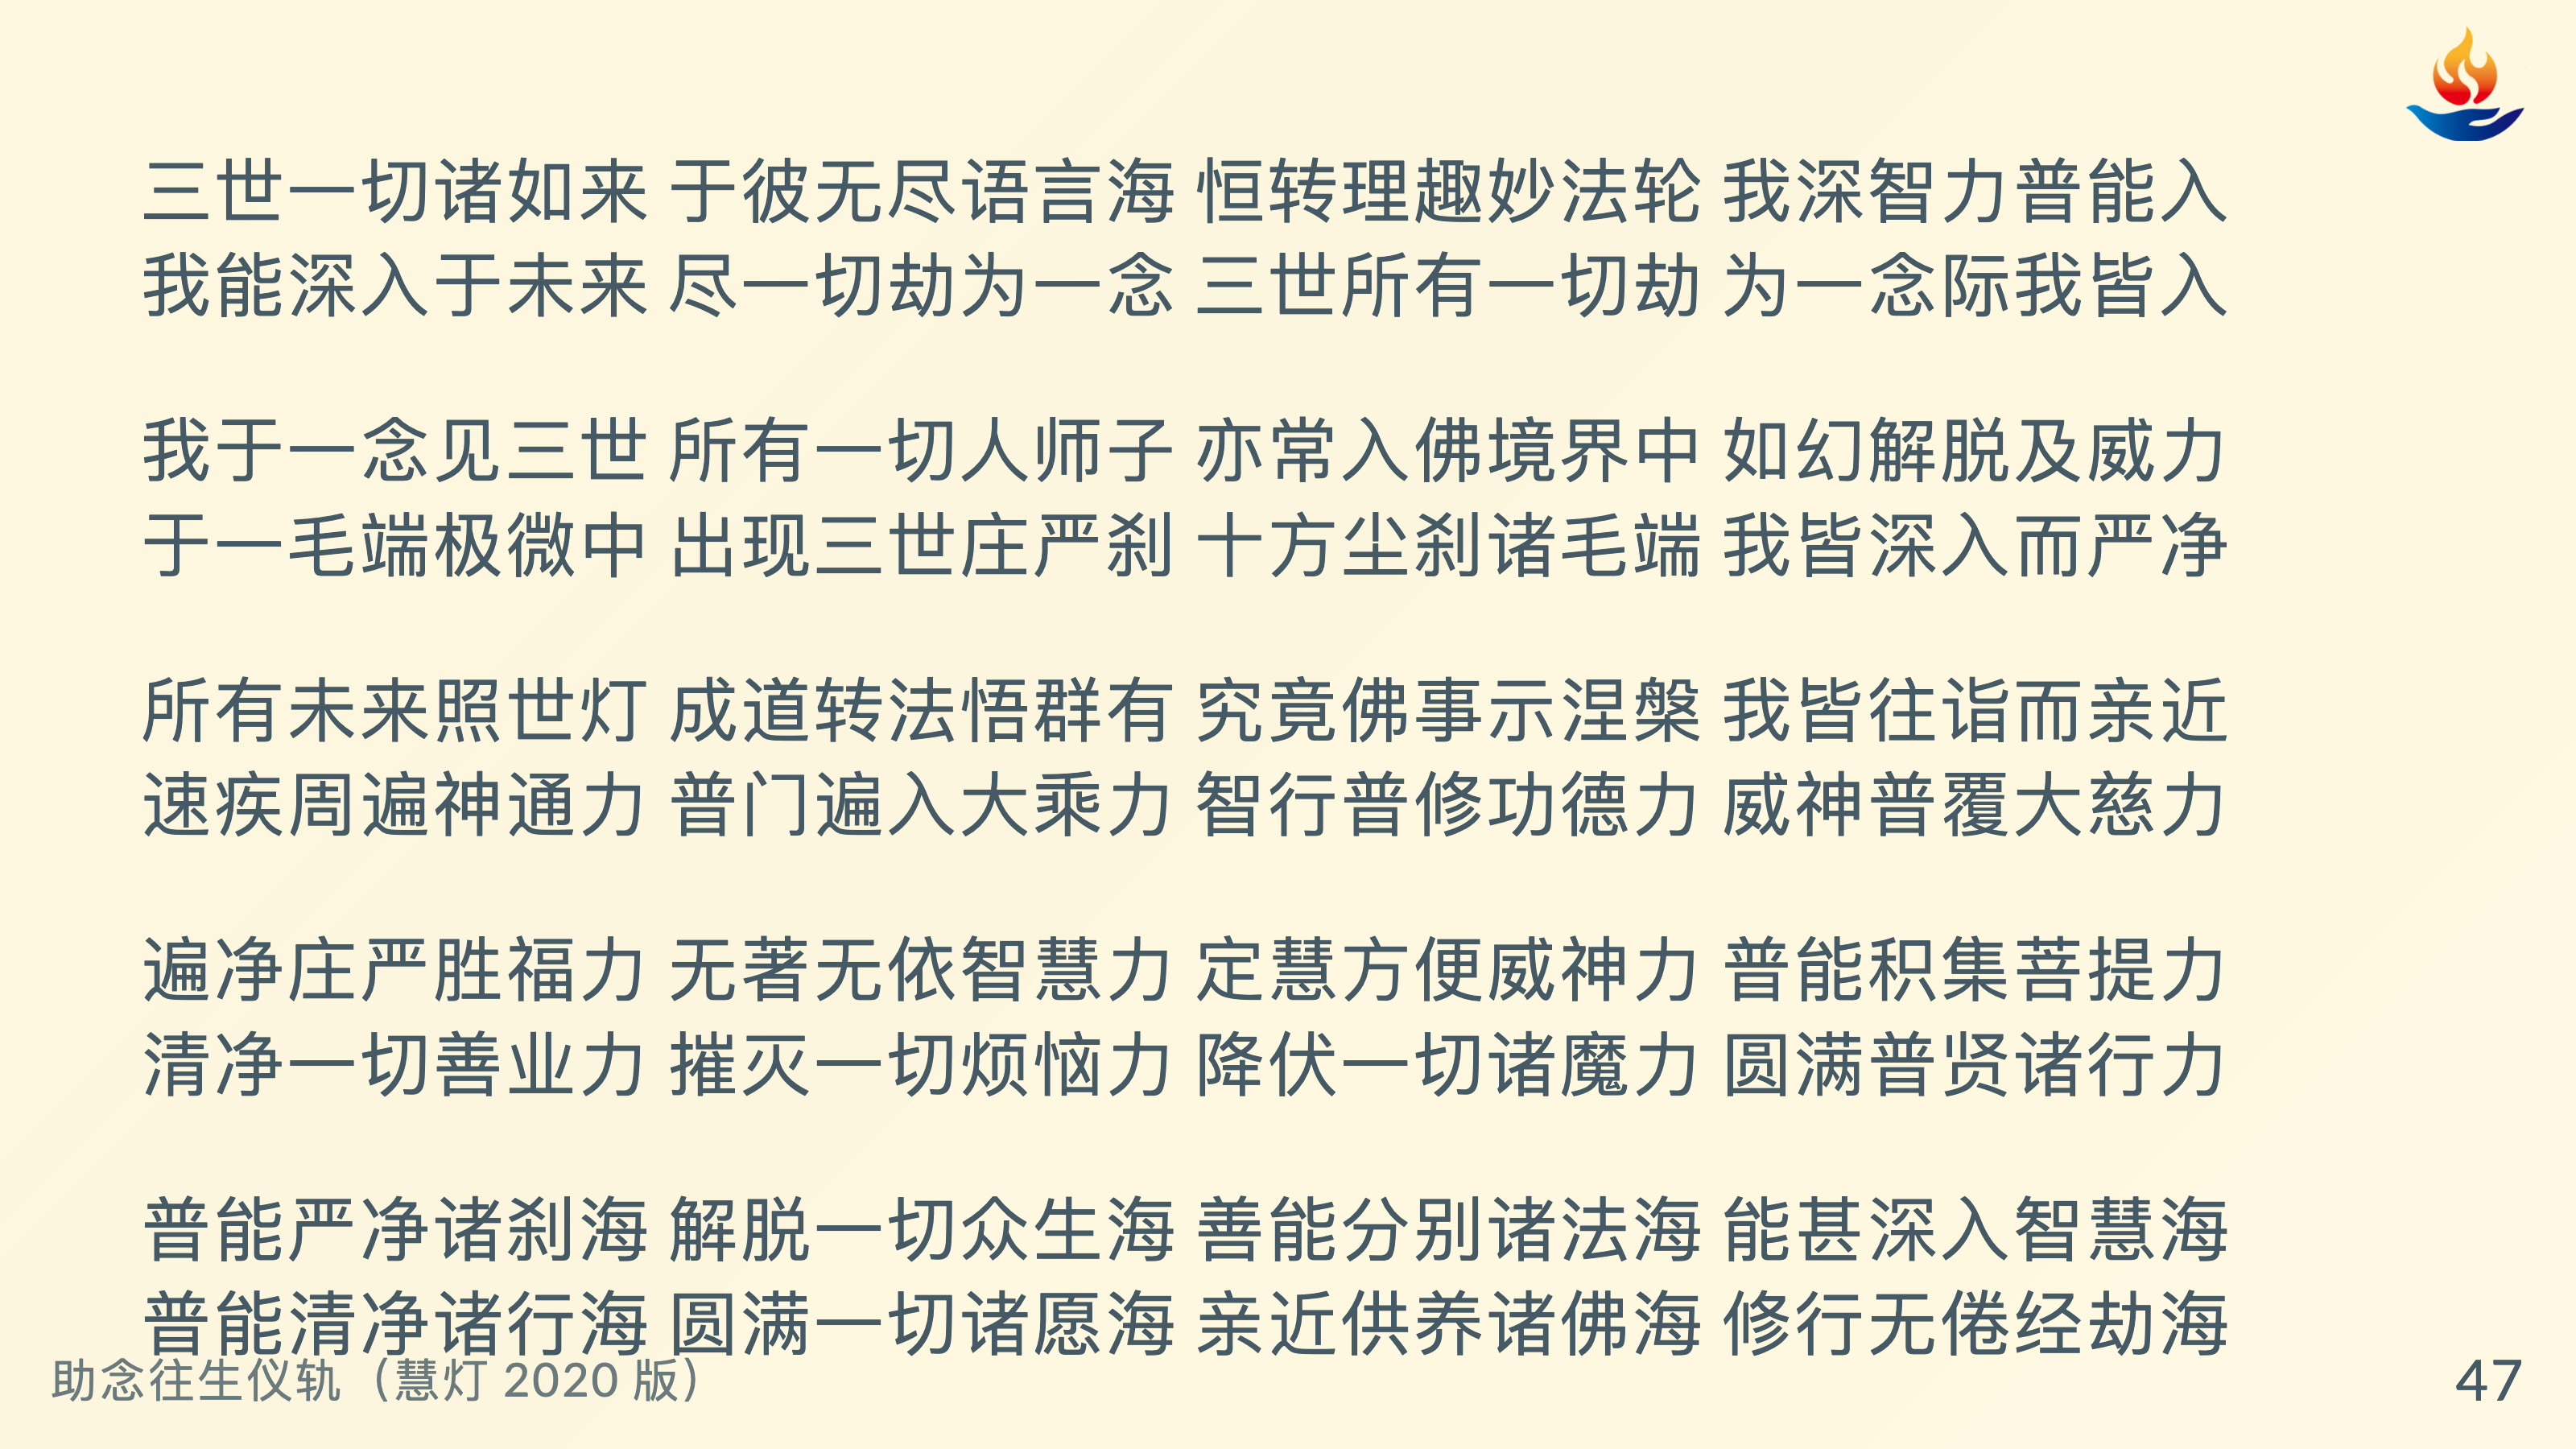 三世一切诸如来 于彼无尽语言海 恒转理趣妙法轮 我深智力普能入
我能深入于未来 尽一切劫为一念 三世所有一切劫 为一念际我皆入
我于一念见三世 所有一切人师子 亦常入佛境界中 如幻解脱及威力
于一毛端极微中 出现三世庄严刹 十方尘刹诸毛端 我皆深入而严净
所有未来照世灯 成道转法悟群有 究竟佛事示涅槃 我皆往诣而亲近
速疾周遍神通力 普门遍入大乘力 智行普修功德力 威神普覆大慈力
遍净庄严胜福力 无著无依智慧力 定慧方便威神力 普能积集菩提力
清净一切善业力 摧灭一切烦恼力 降伏一切诸魔力 圆满普贤诸行力
普能严净诸刹海 解脱一切众生海 善能分别诸法海 能甚深入智慧海
普能清净诸行海 圆满一切诸愿海 亲近供养诸佛海 修行无倦经劫海
助念往生仪轨（慧灯 2020 版）
47